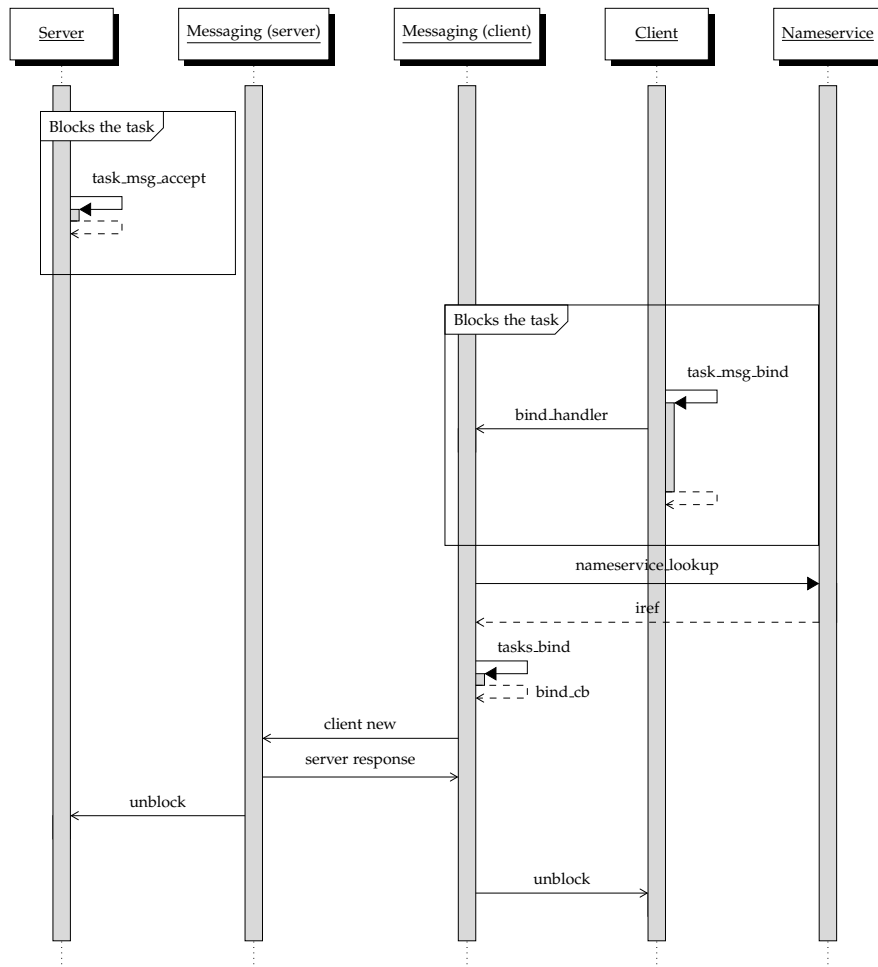 Server
Messaging (server)
Messaging (client)
Client
Nameservice
Blocks the task
task_msg_accept
Blocks the task
task_msg_bind
bind_handler
nameservice_lookup
iref
tasks_bind
bind_cb
client new
server response
unblock
unblock